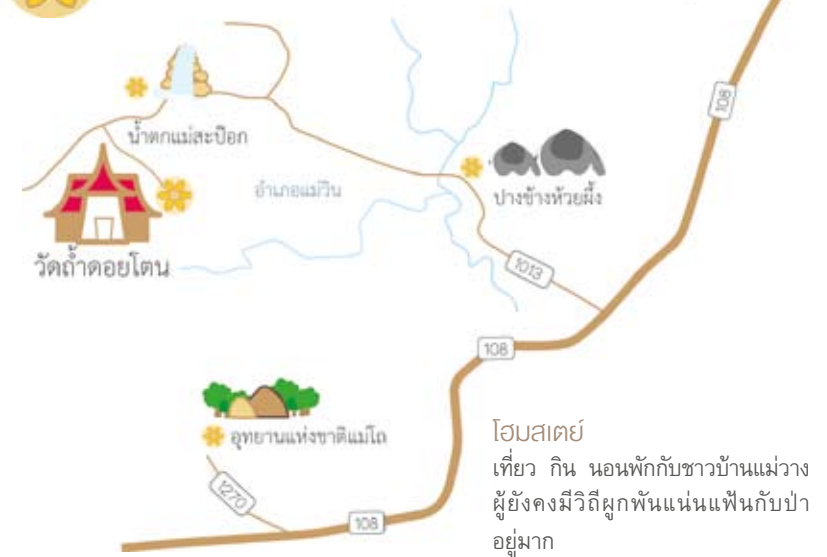 108
น้ำตกแม่สะป๊อก
อำเภอแม่วิน
ปางช้างห้วยผึ้ง
วัดถ้ำดอยโตน
1013
108
อุทยานแห่งชาติแม่โถ
1270
108
โฮมสเตย์
เที่ยว กิน นอนพักกับชาวบ้านแม่วาง
ผู้ยังคงมีวิถีผูกพันแน่นแฟ้นกับป่า
อยู่มาก